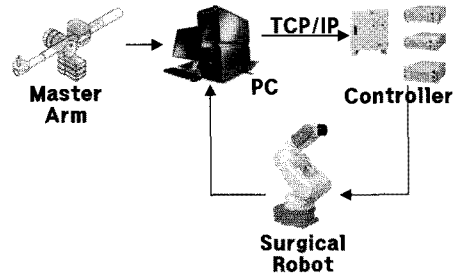 TCP/IP
Master
Arm
PC
Controller
Surgical
Robot